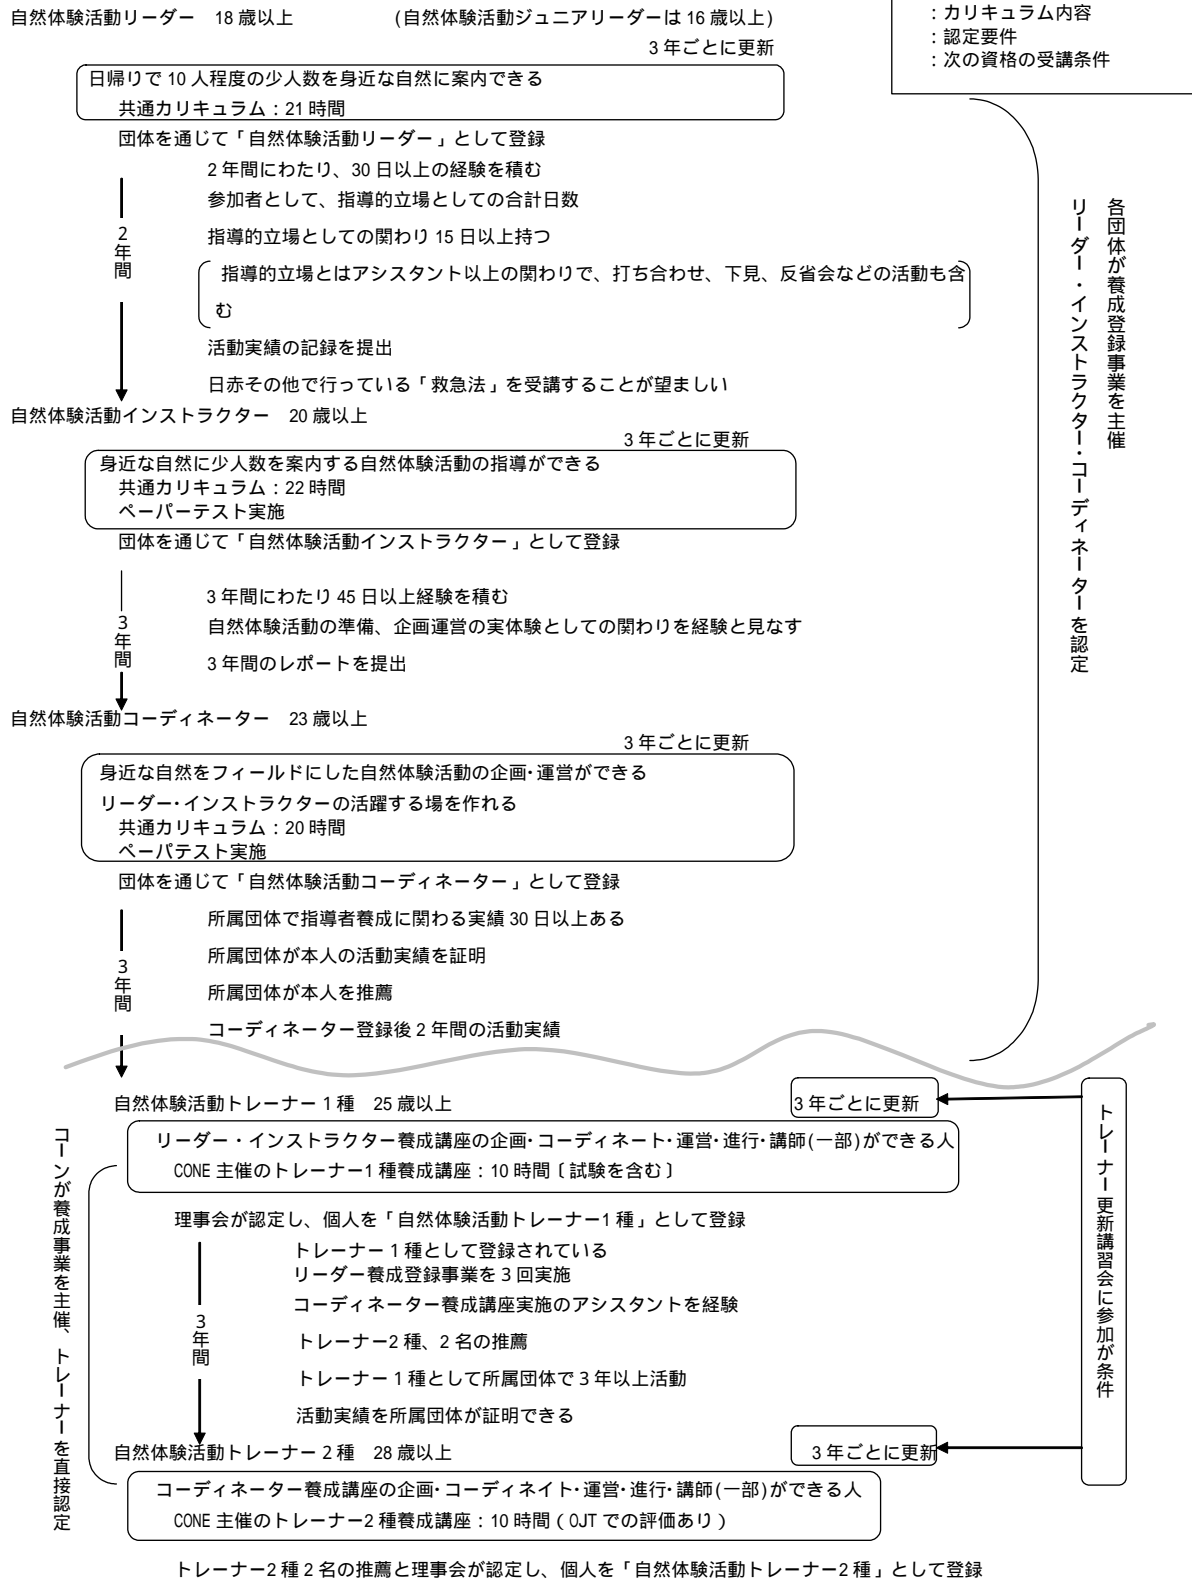 自然体験活動リーダー　18 歳以上　　　(自然体験活動ジュニアリーダーは 16 歳以上)
3 年ごとに更新
：カリキュラム内容
：認定要件
：次の資格の受講条件
日帰りで 10 人程度の少人数を身近な自然に案内できる
共通カリキュラム：21 時間
団体を通じて「自然体験活動リーダー」として登録
2 年間にわたり、30 日以上の経験を積む
参加者として、指導的立場としての合計日数
2年間
指導的立場としての関わり 15 日以上持つ
指導的立場とはアシスタント以上の関わりで、打ち合わせ、下見、反省会などの活動も含
む
活動実績の記録を提出
日赤その他で行っている「救急法」を受講することが望ましい
各団体が養成登録事業を主催
リーダー・インストラクター・コーディネーターを認定
自然体験活動インストラクター　20 歳以上
3 年ごとに更新
身近な自然に少人数を案内する自然体験活動の指導ができる
共通カリキュラム：22 時間
ペーパーテスト実施
団体を通じて「自然体験活動インストラクター」として登録
3 年間にわたり 45 日以上経験を積む
自然体験活動の準備、企画運営の実体験としての関わりを経験と見なす
3年間
3 年間のレポートを提出
自然体験活動コーディネーター　23 歳以上
3 年ごとに更新
身近な自然をフィールドにした自然体験活動の企画・運営ができる
リーダー・インストラクターの活躍する場を作れる
共通カリキュラム：20 時間
ペーパテスト実施
団体を通じて「自然体験活動コーディネーター」として登録
所属団体で指導者養成に関わる実績 30 日以上ある
所属団体が本人の活動実績を証明
3年間
所属団体が本人を推薦
コーディネーター登録後 2 年間の活動実績
自然体験活動トレーナー 1 種　25 歳以上
3 年ごとに更新
リーダー・インストラクター養成講座の企画・コーディネート・運営・進行・講師(一部)ができる人
CONE 主催のトレーナー1 種養成講座：10 時間〔試験を含む〕
理事会が認定し、個人を「自然体験活動トレーナー1 種」として登録
トレーナー 1 種として登録されている
リーダー養成登録事業を 3 回実施
コーディネーター養成講座実施のアシスタントを経験
3年間
トレーナー2 種、2 名の推薦
トレーナー 1 種として所属団体で 3 年以上活動
活動実績を所属団体が証明できる
トレーナー更新講習会に参加が条件
コーンが養成事業を主催、トレーナーを直接認定
自然体験活動トレーナー 2 種　28 歳以上
3 年ごとに更新
コーディネーター養成講座の企画・コーディネイト・運営・進行・講師(一部)ができる人
CONE 主催のトレーナー2 種養成講座：10 時間（OJT での評価あり）
トレーナー2 種 2 名の推薦と理事会が認定し、個人を「自然体験活動トレーナー2 種」として登録